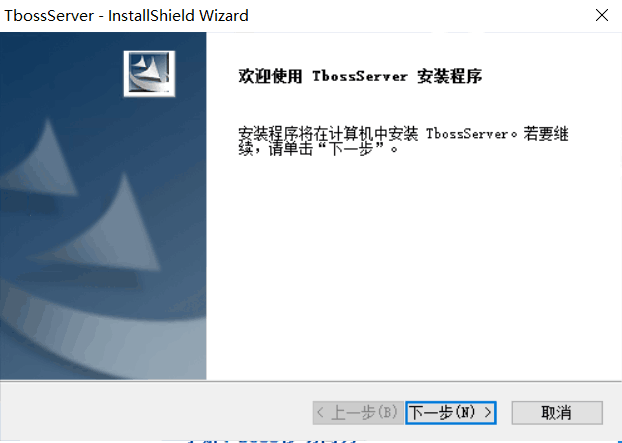 TbossServer - InstallShield Wizard
欢迎使用 TbossServer 安装程序
安装程序将在计算机中安装 TbossServer。若要继
续，请单击“下一步”。
< 上一步(B) 下一步(N) > 取消